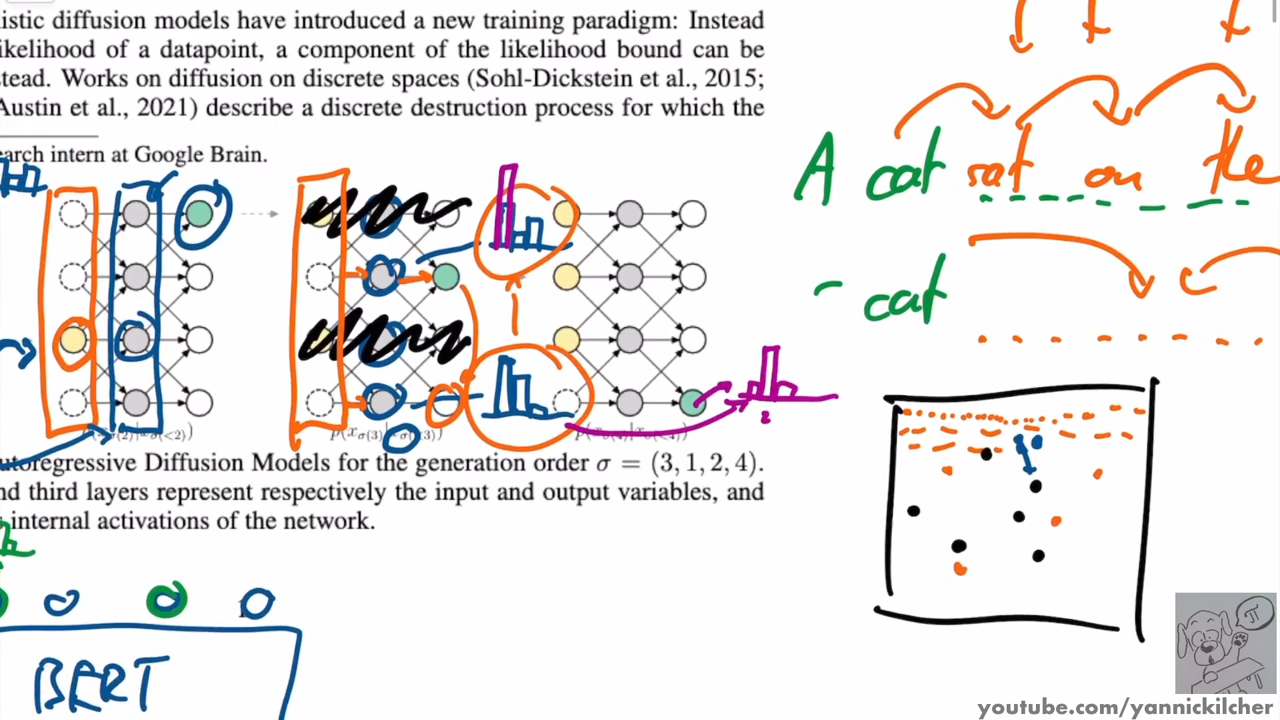 istic diffusion models have introduced a new training paradigm: Instead
ikelihood of a datapoint, a component of the likelihood bound can be
stead. Works on diffusion on discrete spaces (Sohl-Dickstein et al., 2015;
Austin et al., 2021) describe a discrete destruction process for which the
earch intern at Google Brain.
A cat sat on the
cat
utoregressive Diffusion Models for the generation order σ = (3, 1, 2, 4).
nd third layers represent respectively the input and output variables, and
internal activations of the network.
BERT
π
youtube.com/yannickilcher